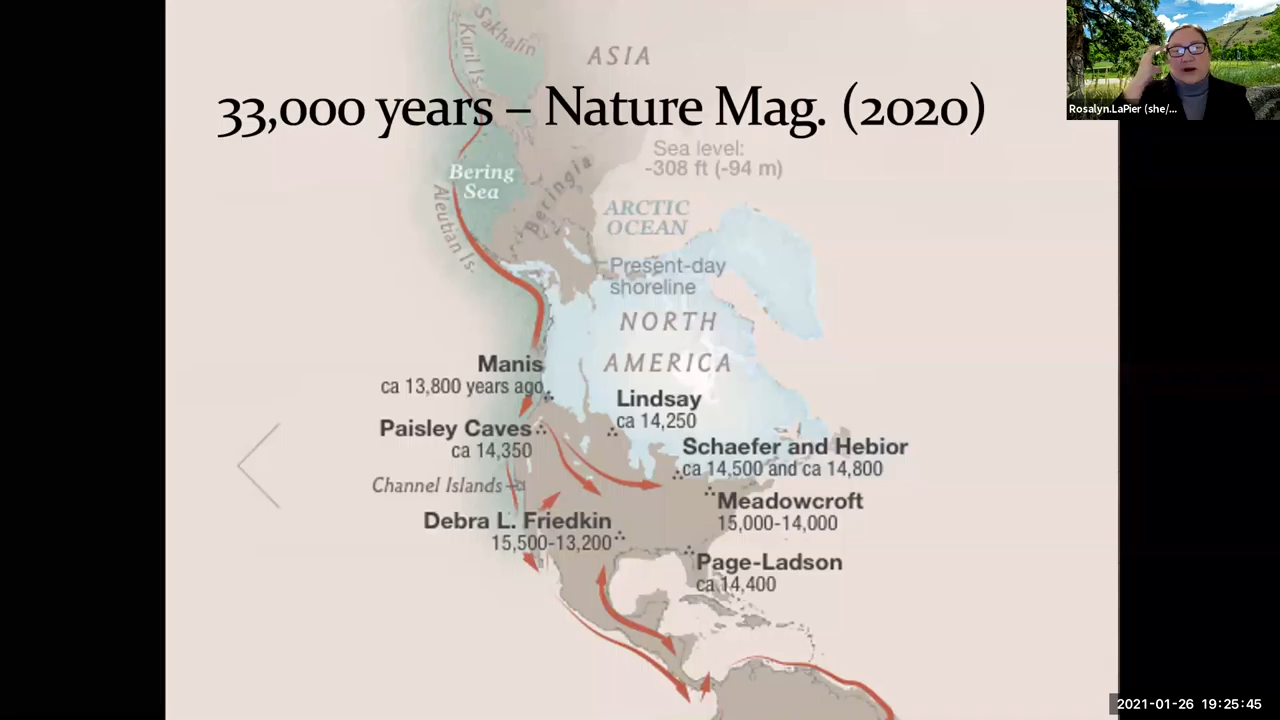 Sakhalin
Kuril Is.
ASIA
33,000 years – Nature Mag. (2020)
Sea level:
-308 ft (-94 m)
Bering
Sea
Beringia
Aleutian Is.
ARCTIC
OCEAN
Present-day
shoreline
NORTH
AMERICA
Manis
ca 13,800 years ago
Lindsay
ca 14,250
Paisley Caves
ca 14,350
Schaefer and Hebior
ca 14,500 and ca 14,800
Channel Islands
Meadowcroft
15,000-14,000
Debra L. Friedkin
15,500-13,200
Page-Ladson
ca 14,400
Rosalyn.LaPier (she/...
2021-01-26 19:25:45